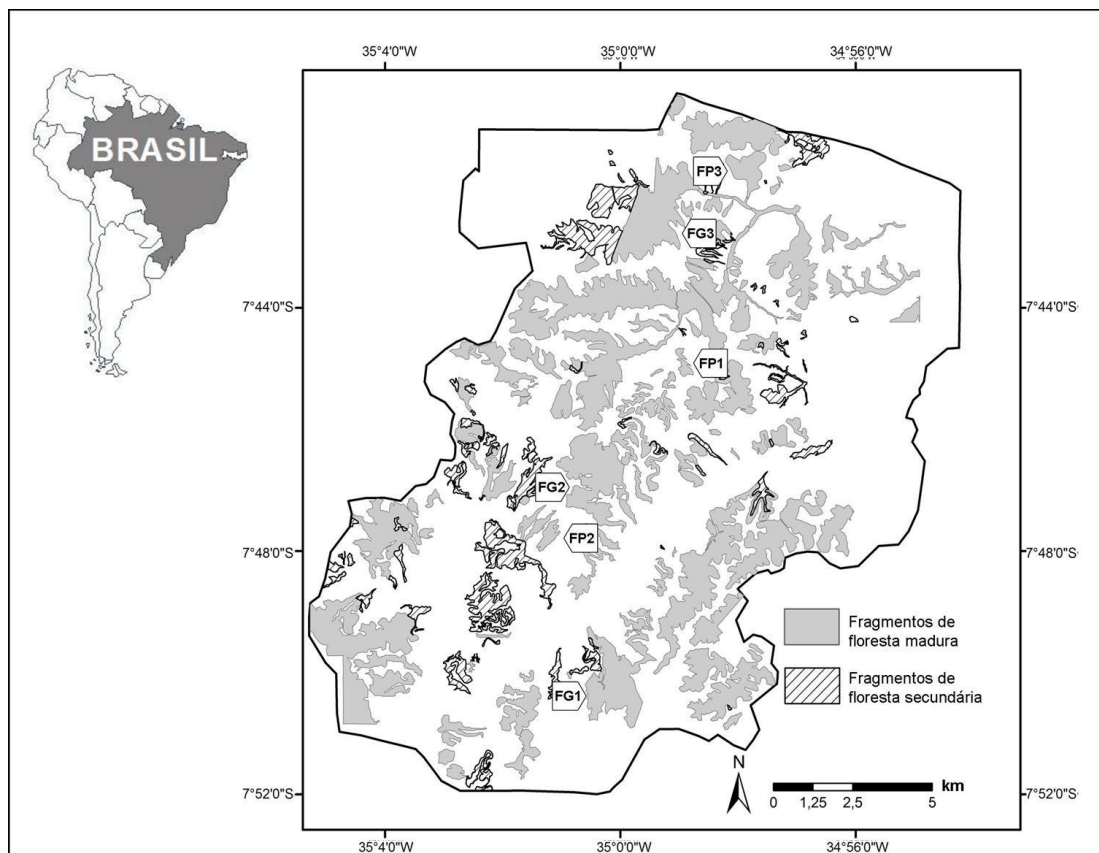 35°4'0"W 35°0'0"W 34°56'0"W
BRASIL
FP3
FG3
7°44'0"S 7°44'0"S
FP1
FG2
FP2
7°48'0"S 7°48'0"S
Fragmentos de
floresta madura
Fragmentos de
floresta secundária
FG1
N
km
0 1,25 2,5 5
7°52'0"S 7°52'0"S
35°4'0"W 35°0'0"W 34°56'0"W